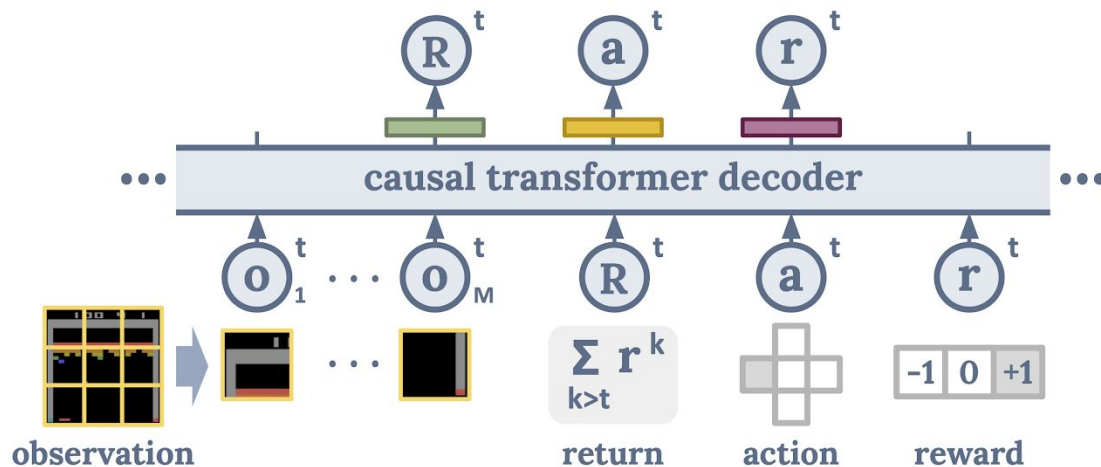 R t a t r t
... causal transformer decoder ...
o t 1 ... o t M R t a t r t
... Σ r k -1 0 +1
k>t
observation return action reward